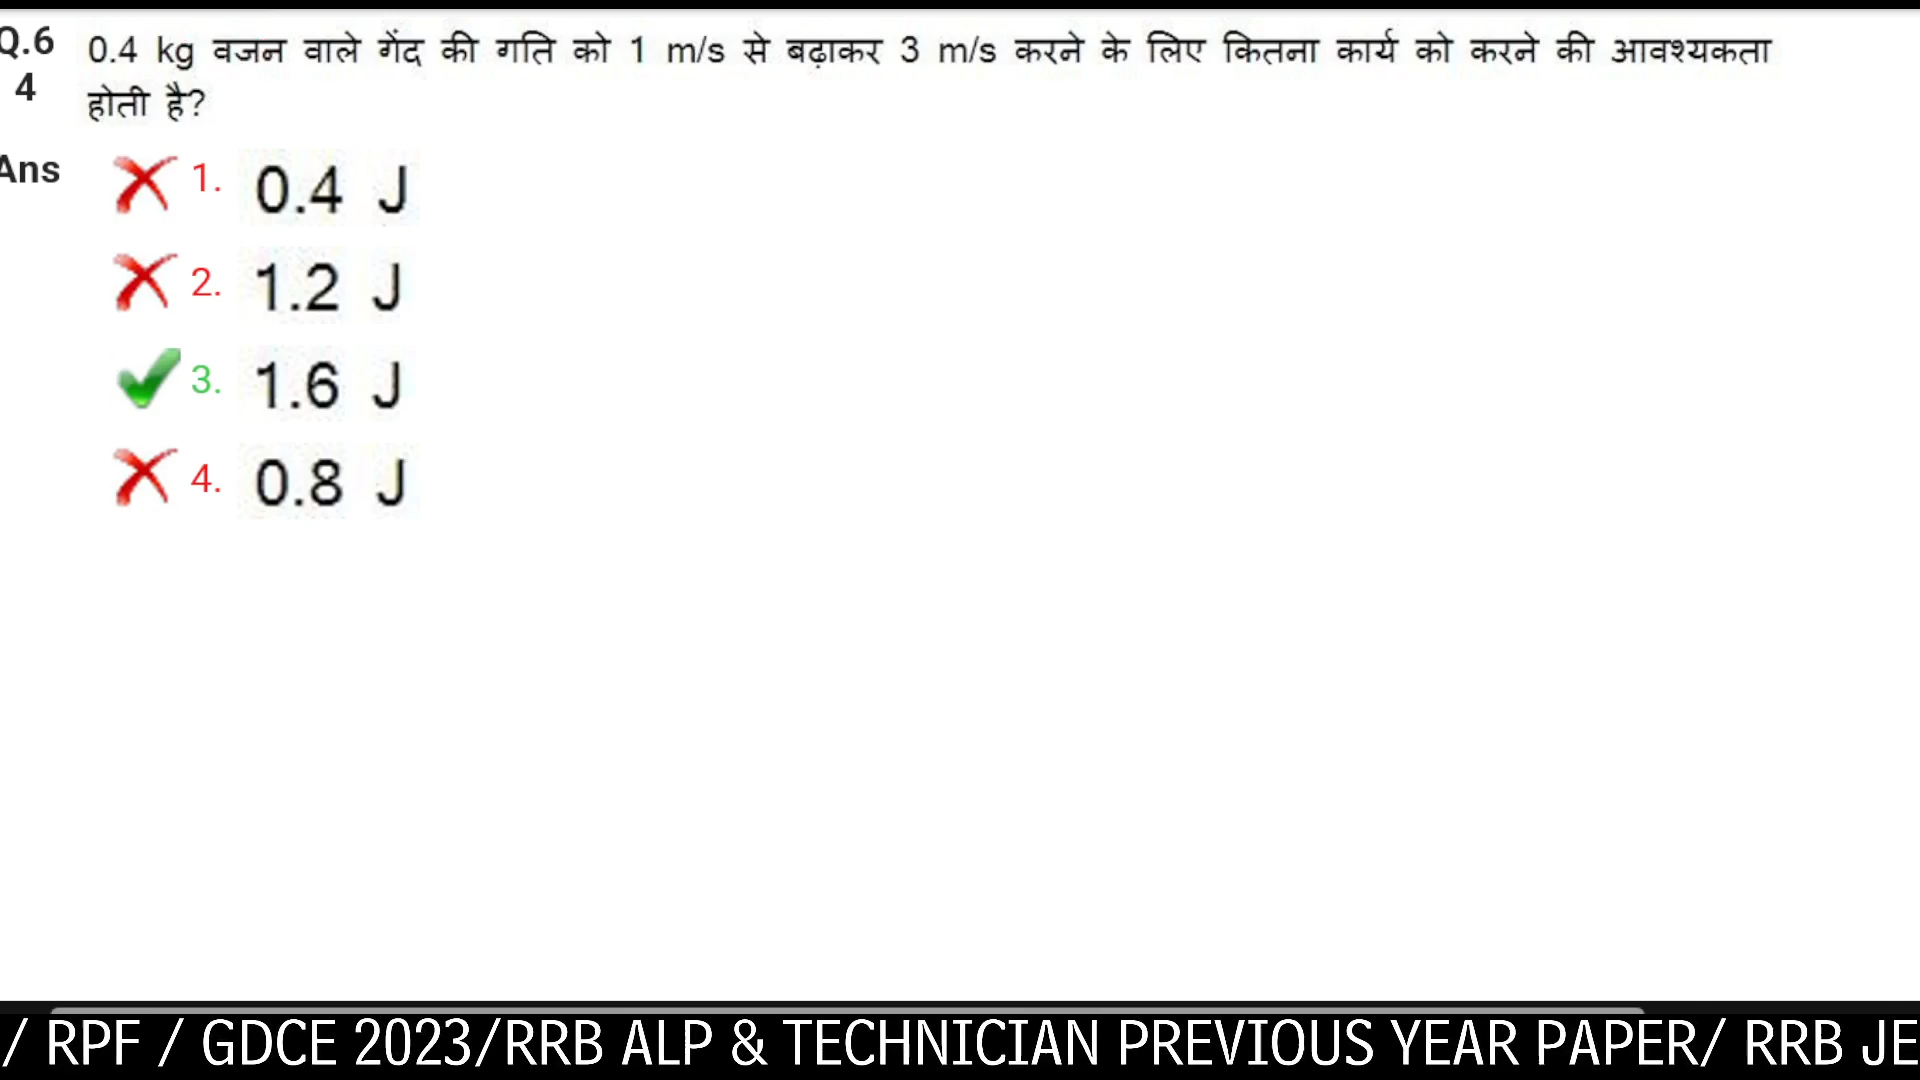 Q.6 0.4 kg वजन वाले गेंद की गति को 1 m/s से बढ़ाकर 3 m/s करने के लिए कितना कार्य को करने की आवश्यकता
4 होती है?
Ans 1. 0.4 J
2. 1.2 J
3. 1.6 J
4. 0.8 J
/ RPF / GDCE 2023/RRB ALP & TECHNICIAN PREVIOUS YEAR PAPER/ RRB JE